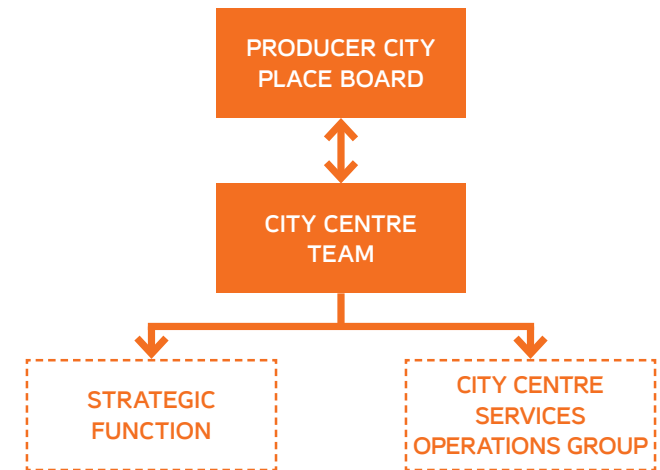 PRODUCER CITY
PLACE BOARD
CITY CENTRE
TEAM
STRATEGIC
FUNCTION
CITY CENTRE
SERVICES
OPERATIONS GROUP